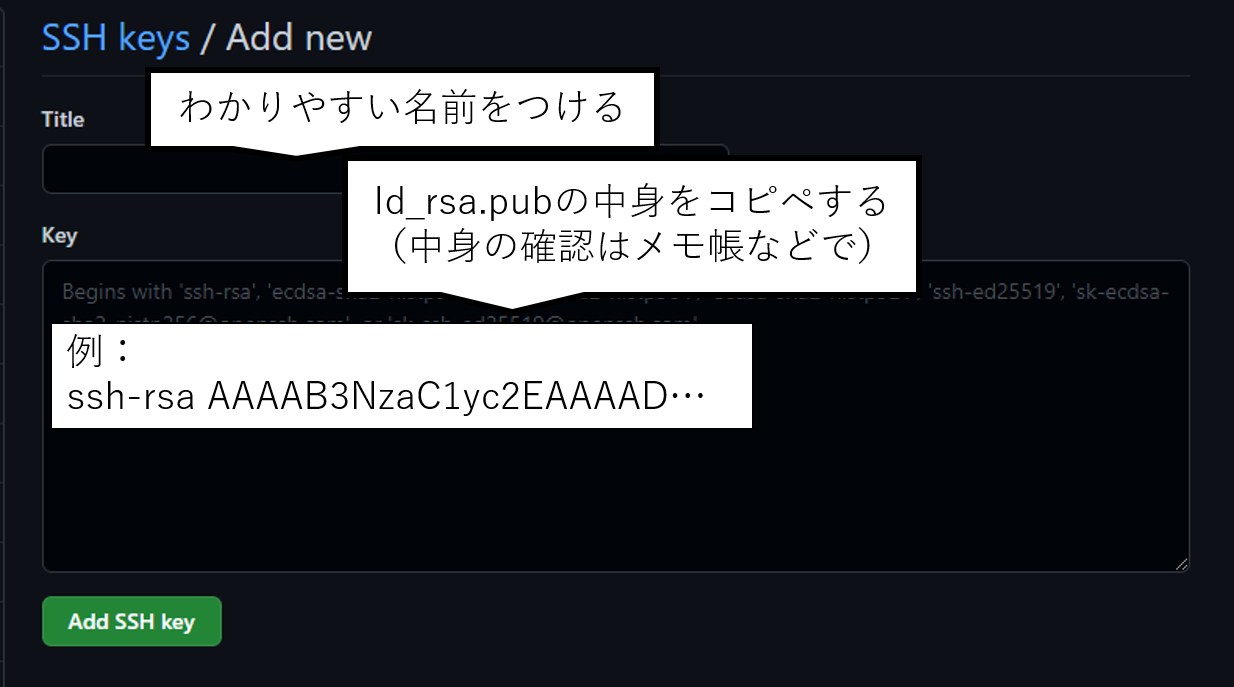 SSH keys / Add new
わかりやすい名前をつける
Title
Id_rsa.pubの中身をコピペする
（中身の確認はメモ帳などで）
Key
Begins with 'ssh-rsa', 'ecdsa- 'ssh-ed25519', 'sk-ecdsa-
例：
ssh-rsa AAAAB3NzaC1yc2EAAAAD…
Add SSH key